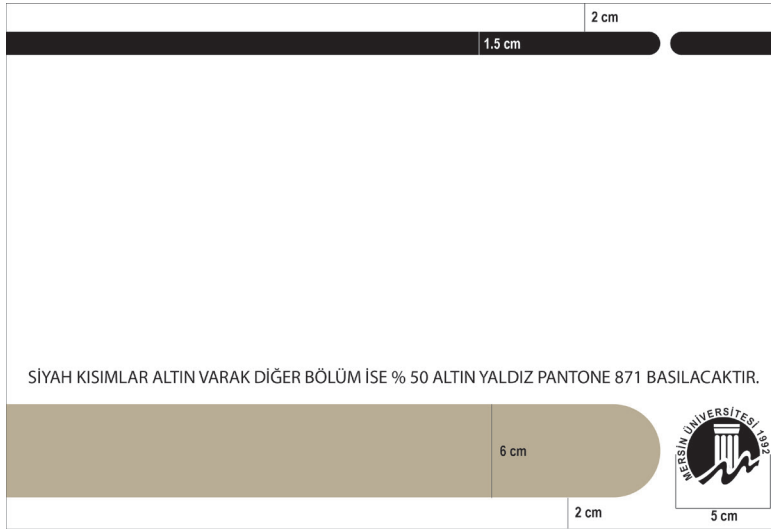 2 cm
1.5 cm
SİYAH KISIMLAR ALTIN VARAK DİĞER BÖLÜM İSE % 50 ALTIN YALDIZ PANTONE 871 BASILACAKTIR.
6 cm
MERSİN ÜNİVERSİTESİ 1992
2 cm
5 cm